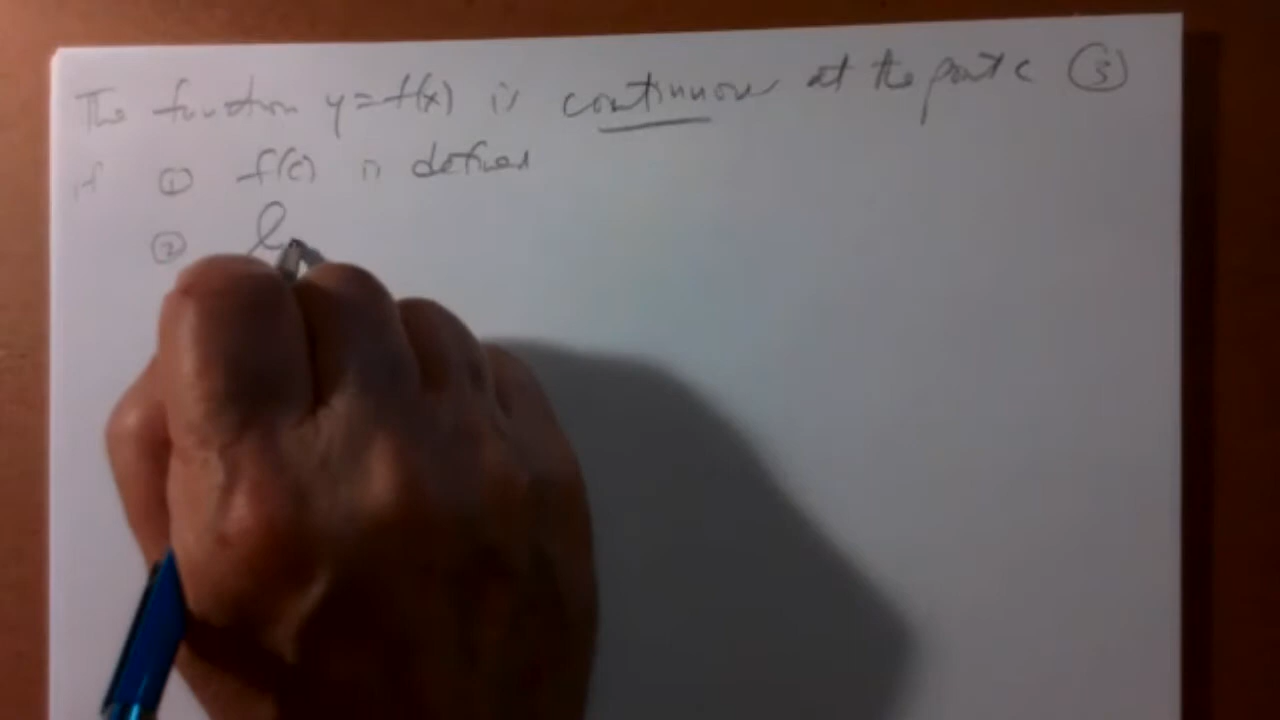 The function y=f(x) is continuous at the point c ③
if ① f(c) is defined
② l